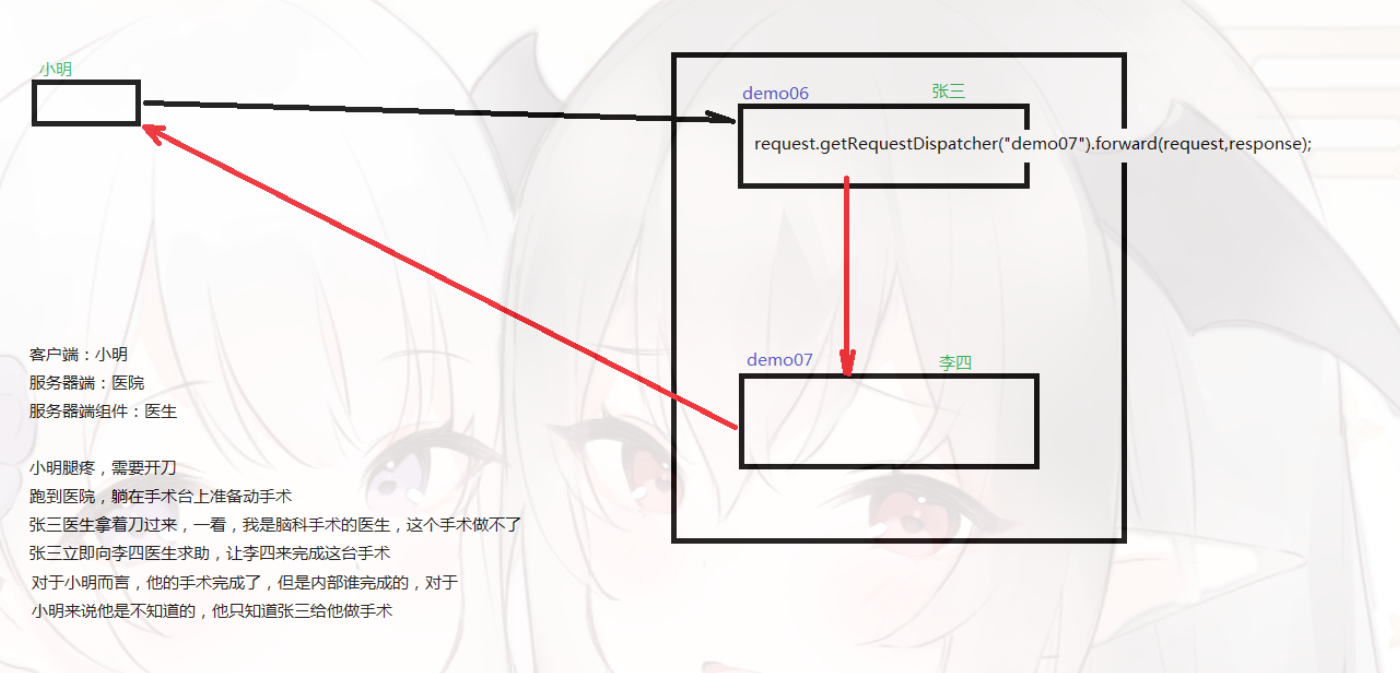 小明
demo06
张三
request.getRequestDispatcher("demo07").forward(request,response);
demo07
李四
客户端：小明
服务器端：医院
服务器端组件：医生
小明腿疼，需要开刀
跑到医院，躺在手术台上准备动手术
张三医生拿着刀过来，一看，我是脑科手术的医生，这个手术做不了
张三立即向李四医生求助，让李四来完成这台手术
对于小明而言，他的手术完成了，但是内部谁完成的，对于
小明来说他是不知道的，他只知道张三给他做手术